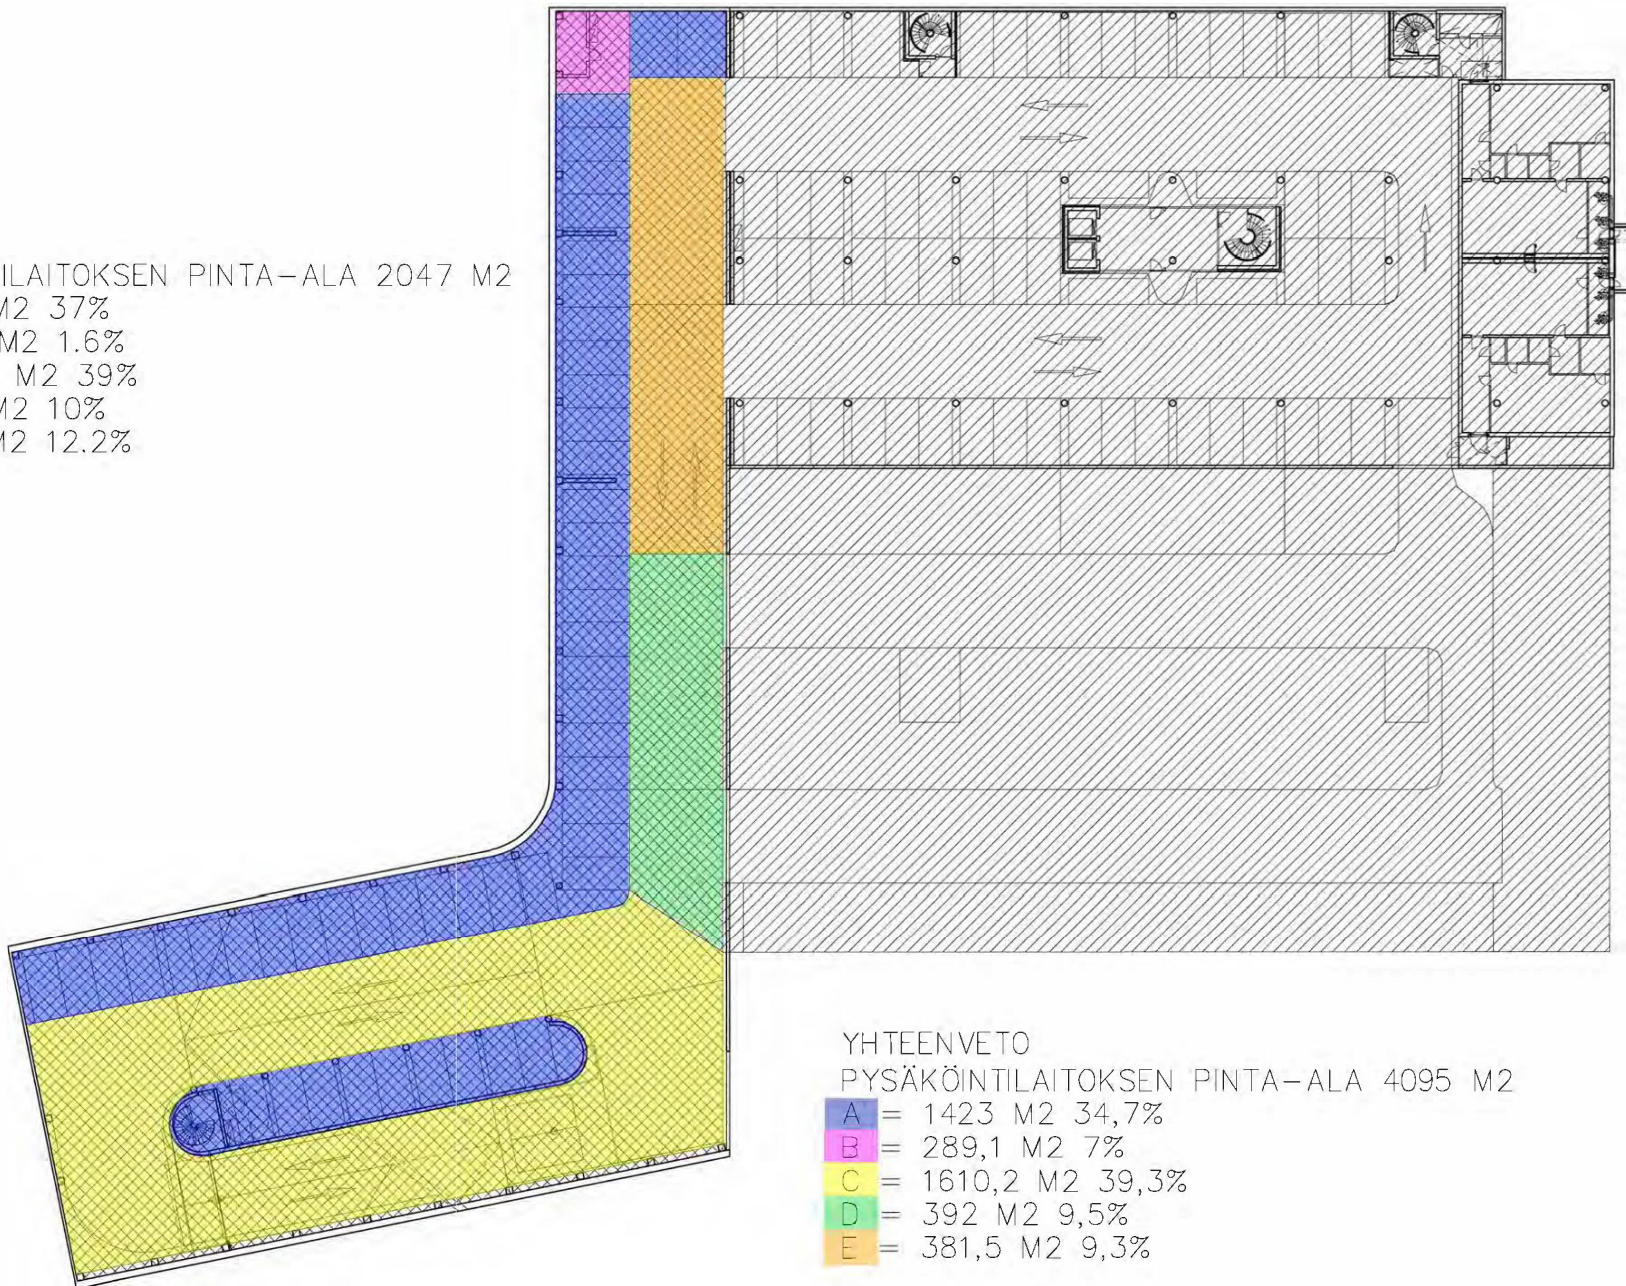 ILAITOKSEN PINTA-ALA 2047 M2
M2 37%
M2 1.6%
M2 39%
M2 10%
M2 12.2%
YHTEENVETO
PYSÄKÖINTILAITOKSEN PINTA-ALA 4095 M2
A = 1423 M2 34,7%
B = 289,1 M2 7%
C = 1610,2 M2 39,3%
D = 392 M2 9,5%
E = 381,5 M2 9,3%